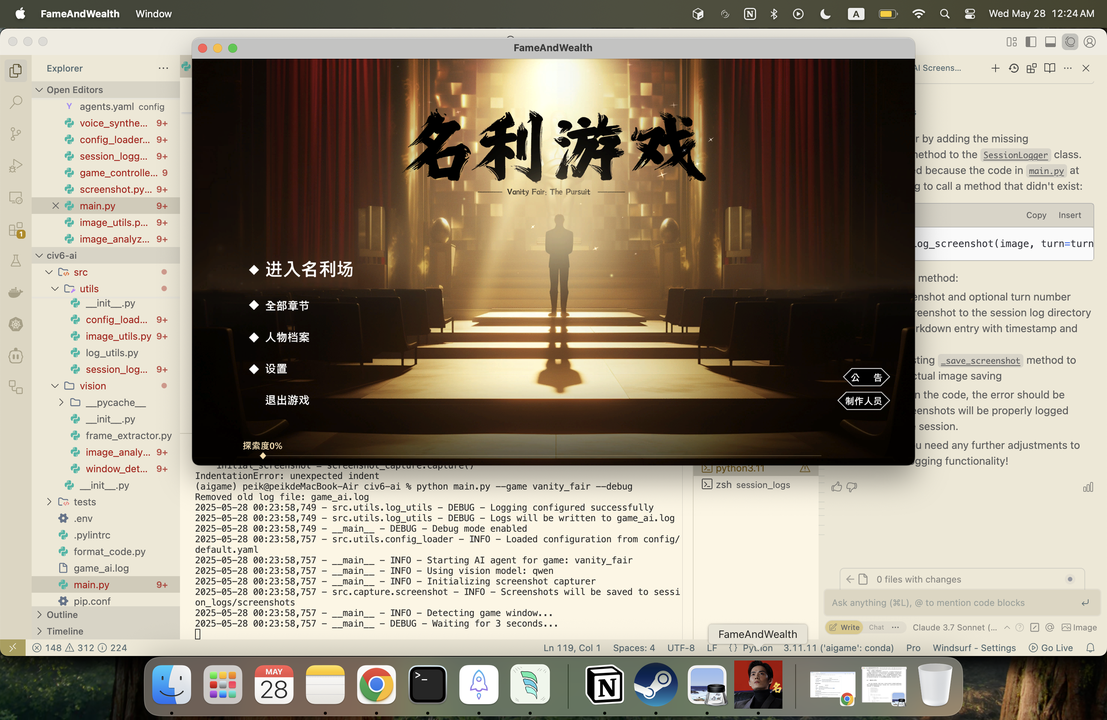 FameAndWealth Window
A
Wed May 28 12:24 AM
FameAndWealth
Explorer
Open Editors
agents.yaml config
voice_synthe... 9+
config_loader... 9+
session_logg... 9+
game_controlle... 9
screenshot.py... 9+
main.py 9+
image_utils.p... 9+
image_analyz... 9+
civ6-ai
src
utils
__init__.py
config_load... 9+
image_utils.py 9+
log_utils.py
session_log... 9+
vision
__pycache__
__init__.py
frame_extractor.py
image_analy... 9+
window_det... 9+
__init__.py
tests
.env
.pylintrc
format_code.py
game_ai.log
main.py 9+
pip.conf
Outline
Timeline
名利游戏
Vanity Fair: The Pursuit
进入名利场
全部章节
人物档案
设置
退出游戏
公 告
制作人员
探索度0%
initial_screenshot = screenshot_capture.capture()
IndentationError: unexpected indent
(aigame) peik@peikdeMacBook-Air civ6-ai % python main.py --game vanity_fair --debug
Removed old log file: game_ai.log
2025-05-28 00:23:58,749 - src.utils.log_utils - DEBUG - Logging configured successfully
2025-05-28 00:23:58,749 - src.utils.log_utils - DEBUG - Logs will be written to game_ai.log
2025-05-28 00:23:58,749 - __main__ - DEBUG - Debug mode enabled
2025-05-28 00:23:58,757 - src.utils.config_loader - INFO - Loaded configuration from config/
default.yaml
2025-05-28 00:23:58,757 - __main__ - INFO - Starting AI agent for game: vanity_fair
2025-05-28 00:23:58,757 - __main__ - INFO - Using vision model: qwen
2025-05-28 00:23:58,757 - __main__ - INFO - Initializing screenshot capturer
2025-05-28 00:23:58,757 - src.capture.screenshot - INFO - Screenshots will be saved to sessi
on_logs/screenshots
2025-05-28 00:23:58,757 - __main__ - INFO - Detecting game window...
2025-05-28 00:23:58,757 - __main__ - DEBUG - Waiting for 3 seconds...
python3.11
zsh session_logs
AI Screens...
r by adding the missing
method to the SessionLogger class.
d because the code in main.py at
g to call a method that didn't exist:
Copy Insert
log_screenshot(image, turn=turn
method:
enshot and optional turn number
reenshot to the session log directory
arkdown entry with timestamp and
sting _save_screenshot method to
ctual image saving
n the code, the error should be
enshots will be properly logged
e session.
ou need any further adjustments to
gging functionality!
0 files with changes
Ask anything (⌘L), @ to mention code blocks
Write Chat ... Claude 3.7 Sonnet (... Image
148 312 224
Ln 119, Col 1 Spaces: 4 UTF-8 LF {} Python 3.11.11 ('aigame': conda) Pro Windsurf - Settings Go Live
FameAndWealth
MAY
28